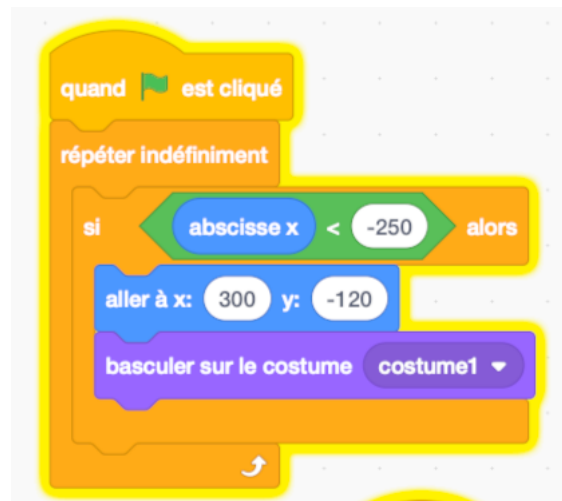 quand est cliqué
répéter indéfiniment
si abscisse x < -250 alors
aller à x: 300 y: -120
basculer sur le costume costume1